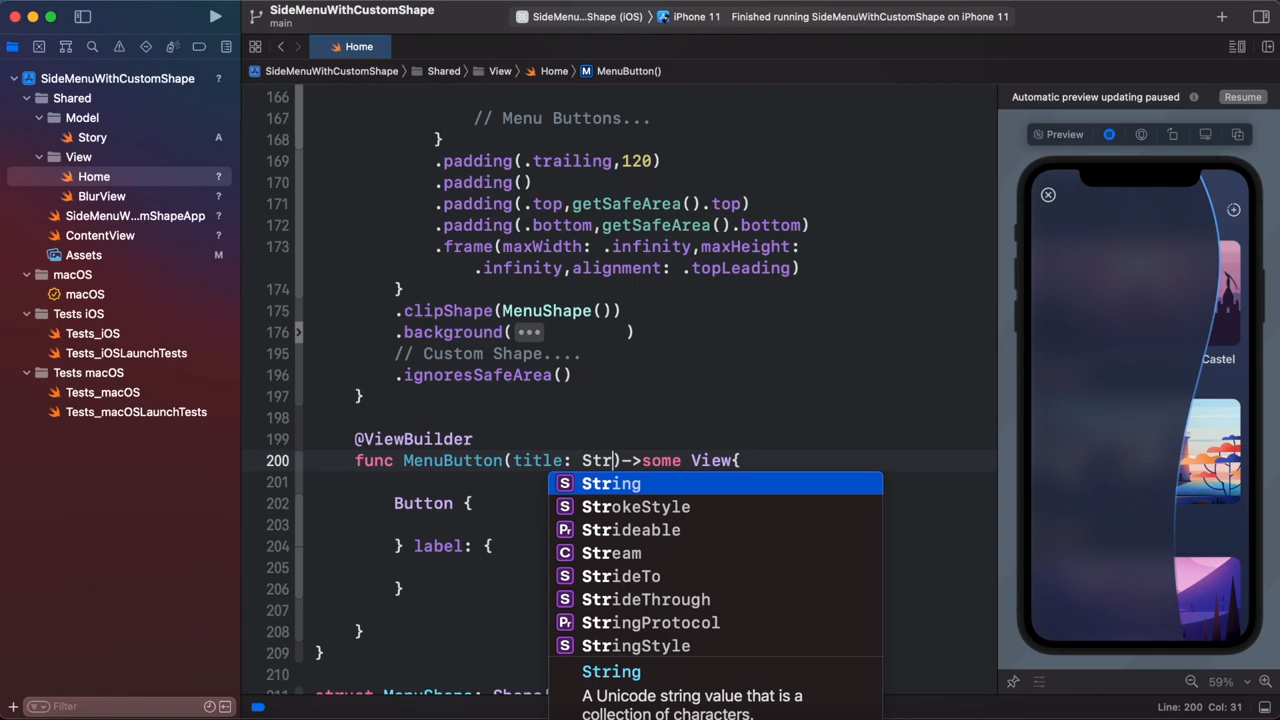 SideMenuWithCustomShape
main
SideMenu...Shape (iOS) 〉 iPhone 11
Finished running SideMenuWithCustomShape on iPhone 11
Home
SideMenuWithCustomShape 〉 Shared 〉 View 〉 Home 〉 M MenuButton()
SideMenuWithCustomShape ?
Shared
Model
Story A
View
Home ?
BlurView ?
SideMenuW...mShapeApp ?
ContentView ?
Assets M
macOS
macOS
Tests iOS
Tests_iOS
Tests_iOSLaunchTests
Tests macOS
Tests_macOS
Tests_macOSLaunchTests
Filter
166
167 // Menu Buttons...
168 }
169 .padding(.trailing,120)
170 .padding()
171 .padding(.top,getSafeArea().top)
172 .padding(.bottom,getSafeArea().bottom)
173 .frame(maxWidth: .infinity,maxHeight:
.infinity,alignment: .topLeading)
174 }
175 .clipShape(MenuShape())
176 .background(••• )
195 // Custom Shape....
196 .ignoresSafeArea()
197 }
198
199 @ViewBuilder
200 func MenuButton(title: Str)->some View{
201
202 Button {
203
204 } label: {
205
206 }
207
208 }
209 }
210
struct MenuShape: Shape{
S String
S StrokeStyle
Pr Strideable
C Stream
S StrideTo
S StrideThrough
Pr StringProtocol
S StringStyle
String
A Unicode string value that is a
collection of characters.
Automatic preview updating paused
Resume
Preview
Castel
59%
Line: 200 Col: 31